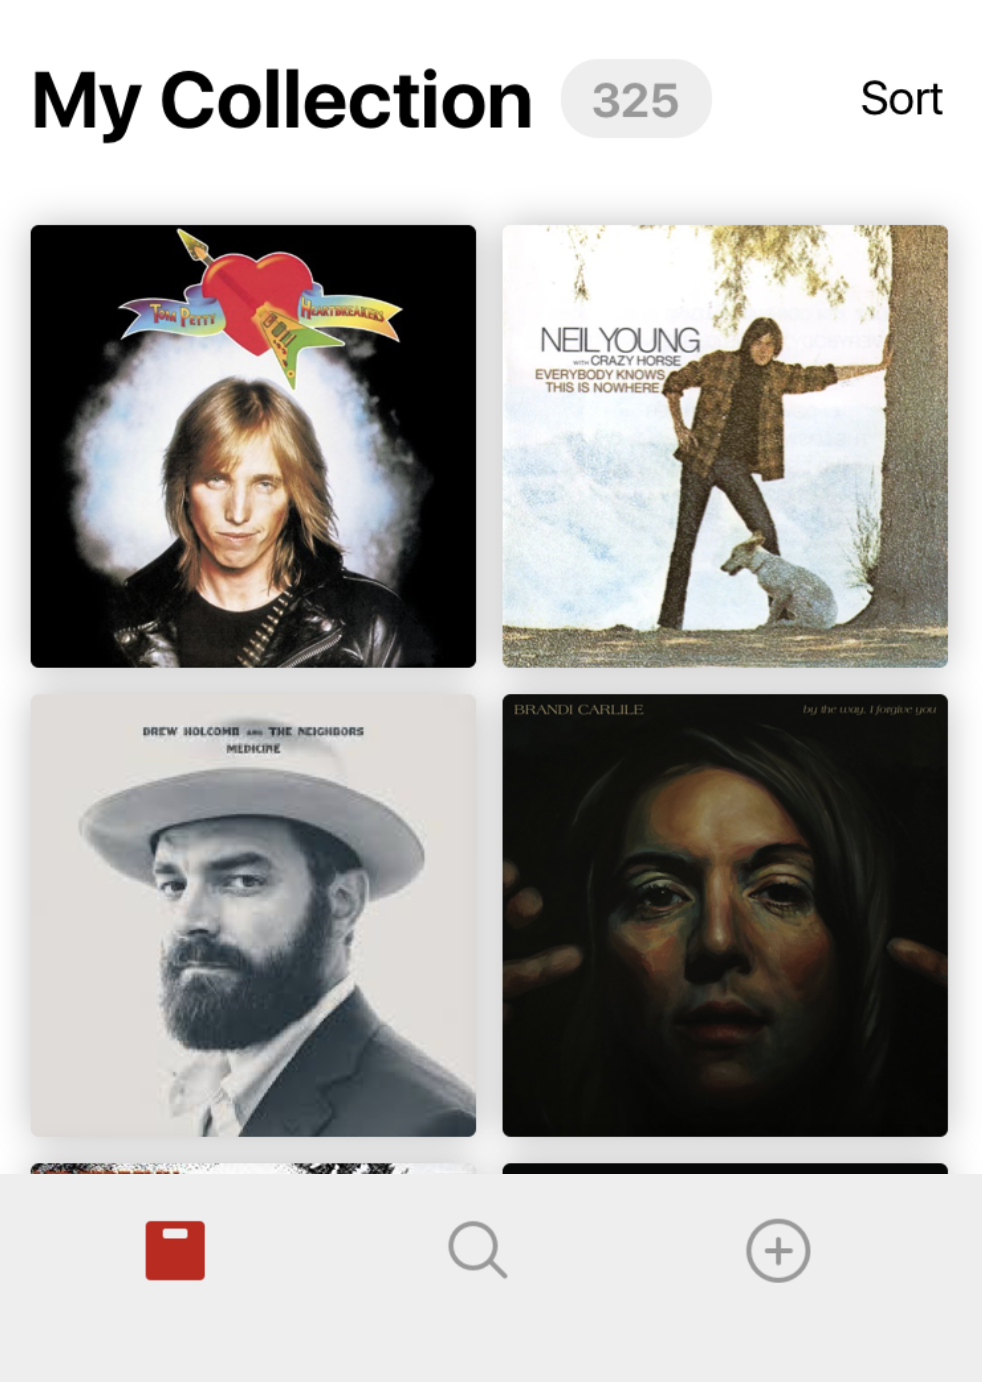 My Collection 325 Sort
TOM PETTY HEARTBREAKERS
NEIL YOUNG
WITH CRAZY HORSE
EVERYBODY KNOWS
THIS IS NOWHERE
DREW HOLCOMB AND THE NEIGHBORS
MEDICINE
BRANDI CARLILE by the way, I forgive you